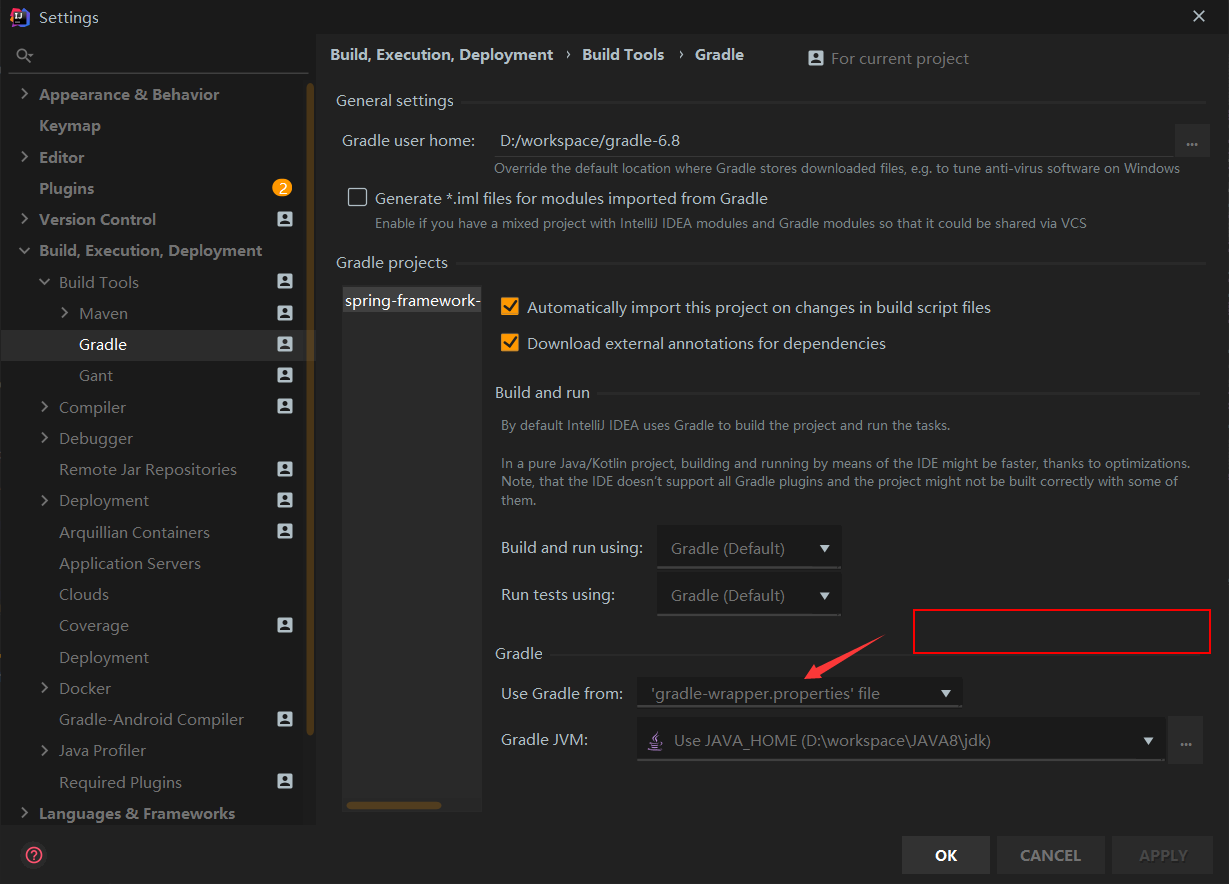 Settings
Appearance & Behavior
Keymap
Editor
Plugins 2
Version Control
Build, Execution, Deployment
Build Tools
Maven
Gradle
Gant
Compiler
Debugger
Remote Jar Repositories
Deployment
Arquillian Containers
Application Servers
Clouds
Coverage
Deployment
Docker
Gradle-Android Compiler
Java Profiler
Required Plugins
Languages & Frameworks
Build, Execution, Deployment › Build Tools › Gradle
For current project
General settings
Gradle user home: D:/workspace/gradle-6.8 ...
Override the default location where Gradle stores downloaded files, e.g. to tune anti-virus software on Windows
Generate *.iml files for modules imported from Gradle
Enable if you have a mixed project with IntelliJ IDEA modules and Gradle modules so that it could be shared via VCS
Gradle projects
spring-framework-
Automatically import this project on changes in build script files
Download external annotations for dependencies
Build and run
By default IntelliJ IDEA uses Gradle to build the project and run the tasks.
In a pure Java/Kotlin project, building and running by means of the IDE might be faster, thanks to optimizations.
Note, that the IDE doesn't support all Gradle plugins and the project might not be built correctly with some of
them.
Build and run using: Gradle (Default)
Run tests using: Gradle (Default)
Gradle
Use Gradle from: 'gradle-wrapper.properties' file
Gradle JVM: Use JAVA_HOME (D:\workspace\JAVA8\jdk) ...
? OK CANCEL APPLY